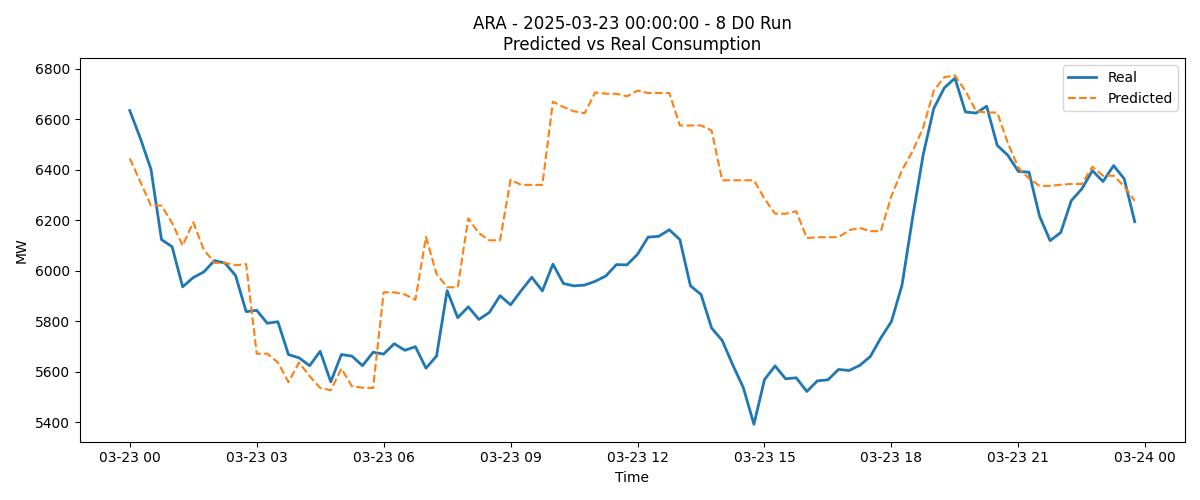 ARA - 2025-03-23 00:00:00 - 8 D0 Run
Predicted vs Real Consumption
Real
Predicted
MW
6800
6600
6400
6200
6000
5800
5600
5400
03-23 00
03-23 03
03-23 06
03-23 09
03-23 12
03-23 15
03-23 18
03-23 21
03-24 00
Time